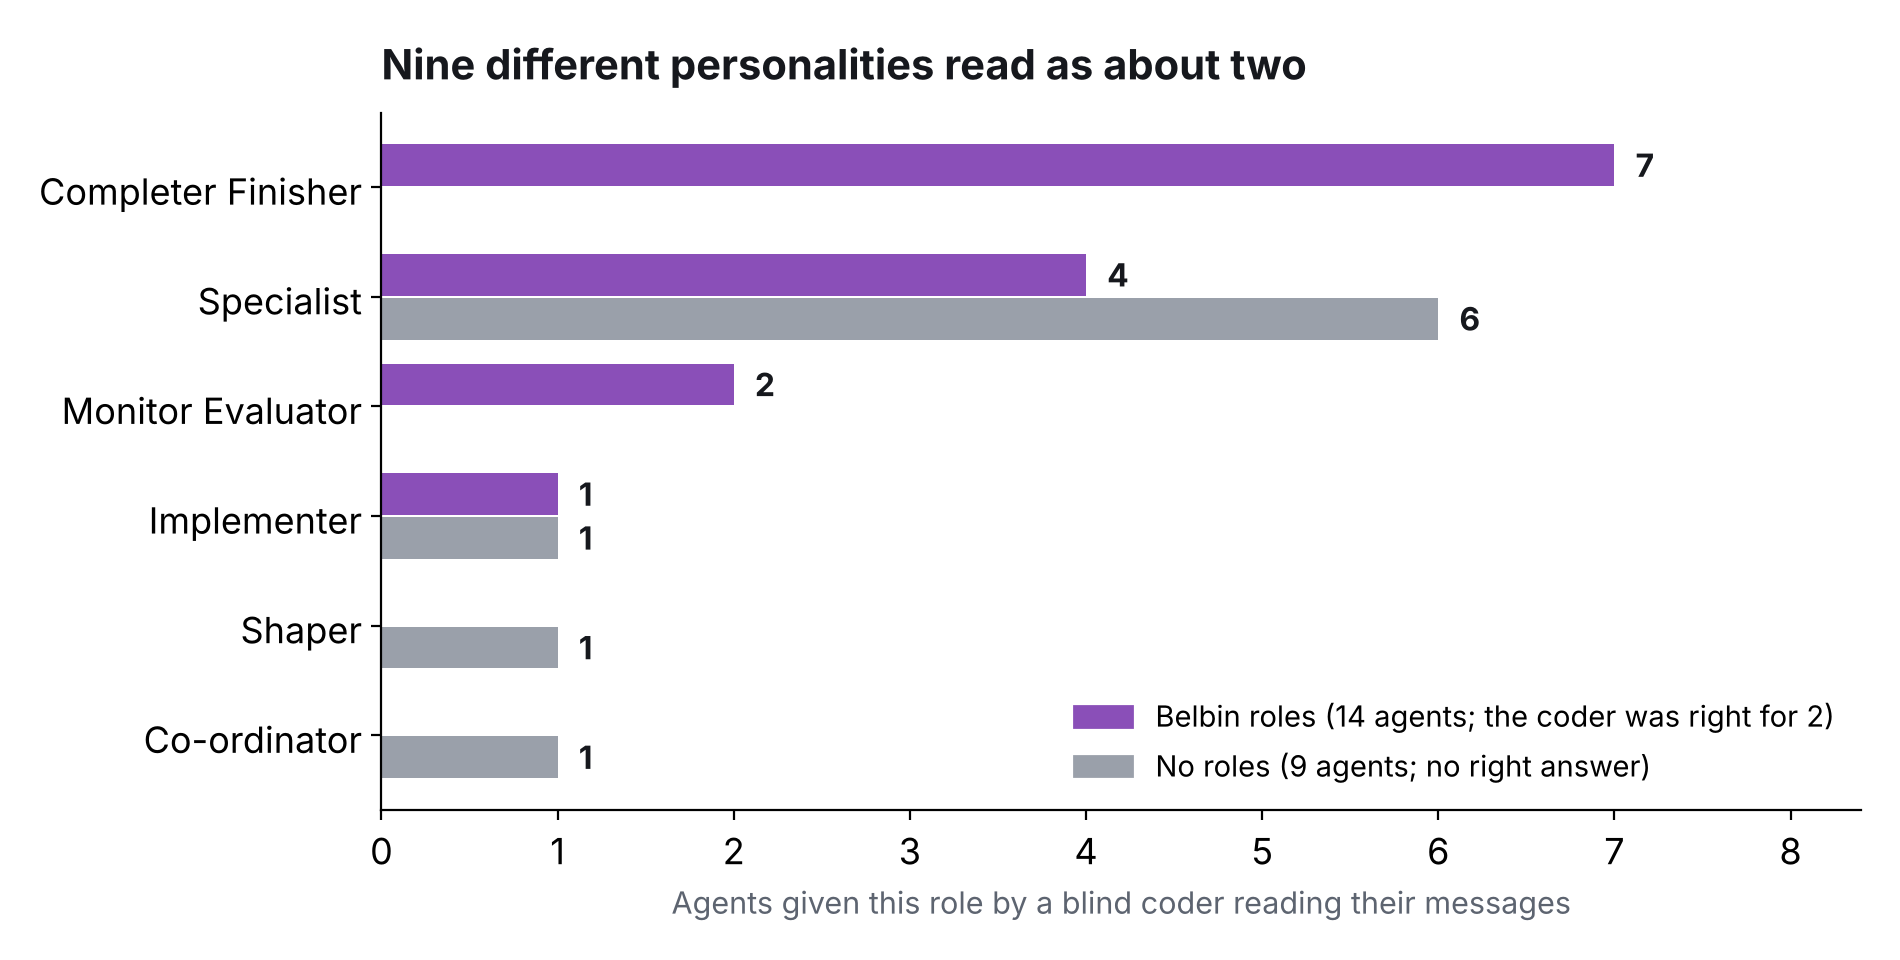 Nine different personalities read as about two
Completer Finisher
7
Specialist
4
6
Monitor Evaluator
2
Implementer
1
1
Shaper
1
Co-ordinator
1
Belbin roles (14 agents; the coder was right for 2)
No roles (9 agents; no right answer)
0 1 2 3 4 5 6 7 8
Agents given this role by a blind coder reading their messages